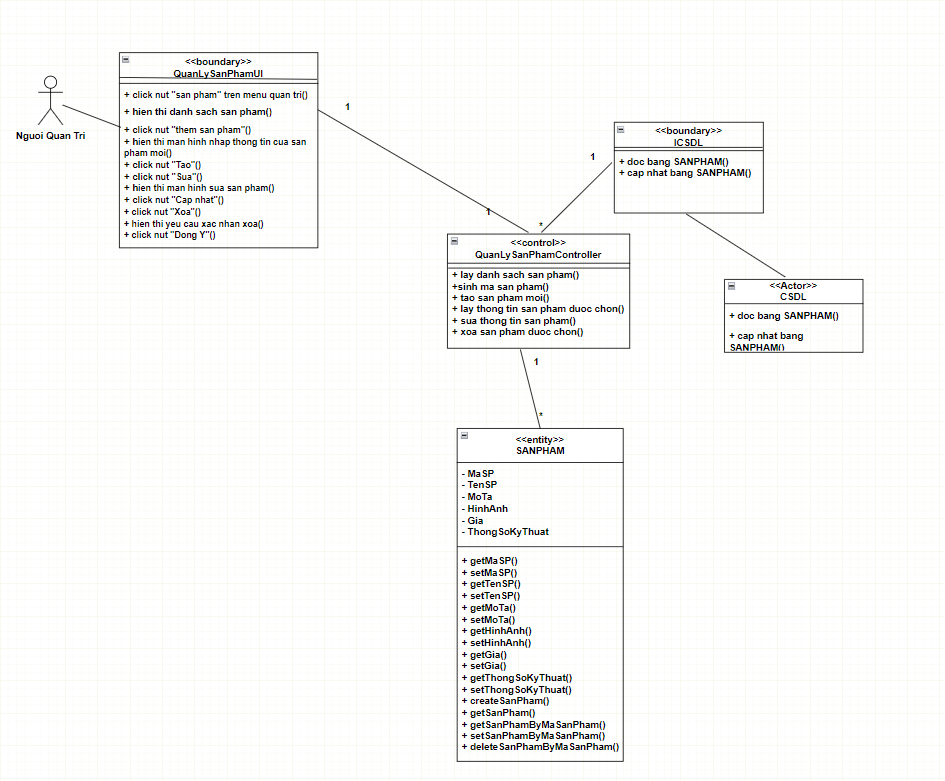 Nguoi Quan Tri
<<boundary>>
QuanLySanPhamUI
+ click nut "san pham" tren menu quan tri()
+ hien thi danh sach san pham()
+ click nut "them san pham"()
+ hien thi man hinh nhap thong tin cua san
pham moi()
+ click nut "Tao"()
+ click nut "Sua"()
+ hien thi man hinh sua san pham()
+ click nut "Cap nhat"()
+ click nut "Xoa"()
+ hien thi yeu cau xac nhan xoa()
+ click nut "Dong Y"()
1
1
<<boundary>>
ICSDL
+ doc bang SANPHAM()
+ cap nhat bang SANPHAM()
1
*
<<control>>
QuanLySanPhamController
+ lay danh sach san pham()
+sinh ma san pham()
+ tao san pham moi()
+ lay thong tin san pham duoc chon()
+ sua thong tin san pham()
+ xoa san pham duoc chon()
<<Actor>>
CSDL
+ doc bang SANPHAM()
+ cap nhat bang
SANPHAM()
1
*
<<entity>>
SANPHAM
- MaSP
- TenSP
- MoTa
- HinhAnh
- Gia
- ThongSoKyThuat
+ getMaSP()
+ setMaSP()
+ getTenSP()
+ setTenSP()
+ getMoTa()
+ setMoTa()
+ getHinhAnh()
+ setHinhAnh()
+ getGia()
+ setGia()
+ getThongSoKyThuat()
+ setThongSoKyThuat()
+ createSanPham()
+ getSanPham()
+ getSanPhamByMaSanPham()
+ setSanPhamByMaSanPham()
+ deleteSanPhamByMaSanPham()